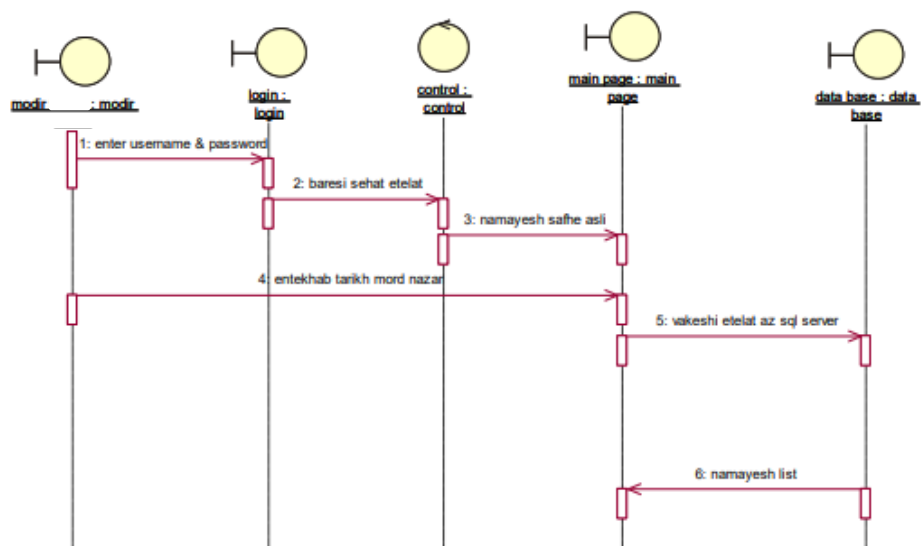 modir : modir
login :
login
control :
control
main page : main
page
data base : data
base
1: enter username & password
2: baresi sehat etelat
3: namayesh safhe asli
4: entekhab tarikh mord nazar
5: vakeshi etelat az sql server
6: namayesh list